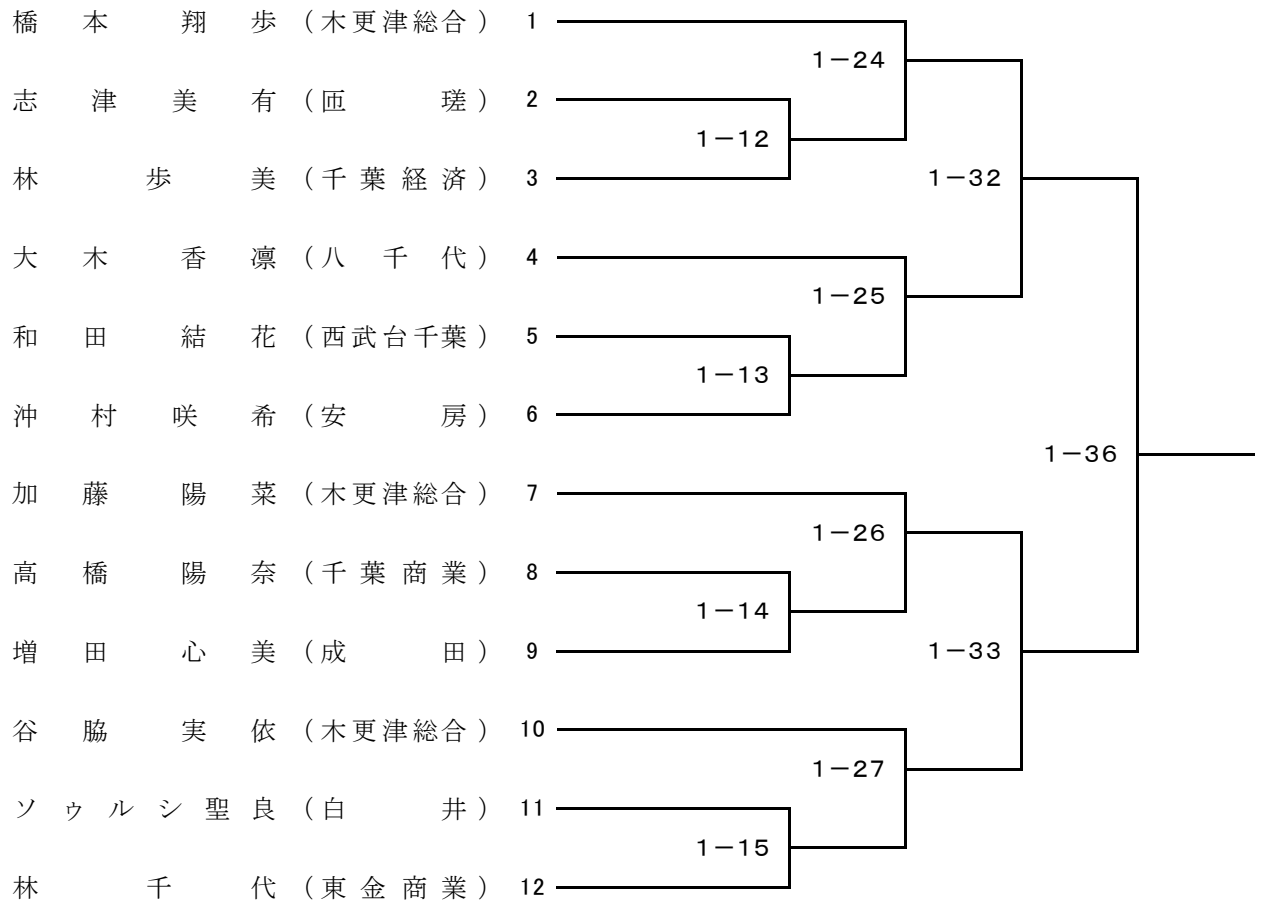 橋本翔歩(木更津総合) 1
1－24
志津美有(匝瑳) 2
1－12
林歩美(千葉経済) 3
1－32
大木香凛(八千代) 4
1－25
和田結花(西武台千葉) 5
1－13
沖村咲希(安房) 6
1－36
加藤陽菜(木更津総合) 7
1－26
高橋陽奈(千葉商業) 8
1－14
増田心美(成田) 9
1－33
谷脇実依(木更津総合) 10
1－27
ソゥルシ聖良(白井) 11
1－15
林千代(東金商業) 12